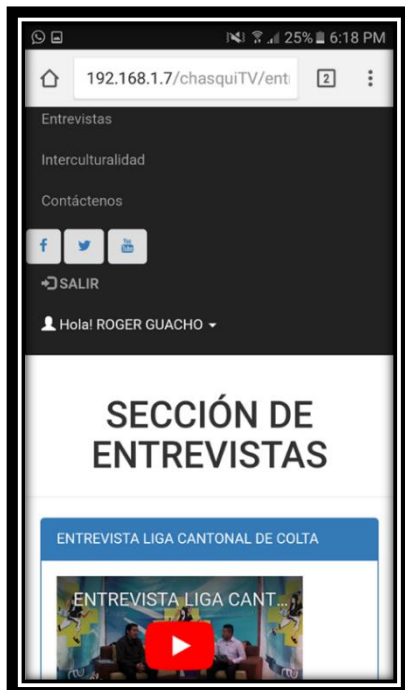 25% 6:18 PM
192.168.1.7/chasquiTV/ent
2
Entrevistas
Interculturalidad
Contáctenos
f You Tube
SALIR
Hola! ROGER GUACHO
SECCIÓN DE
ENTREVISTAS
ENTREVISTA LIGA CANTONAL DE COLTA
ENTREVISTA LIGA CANT...